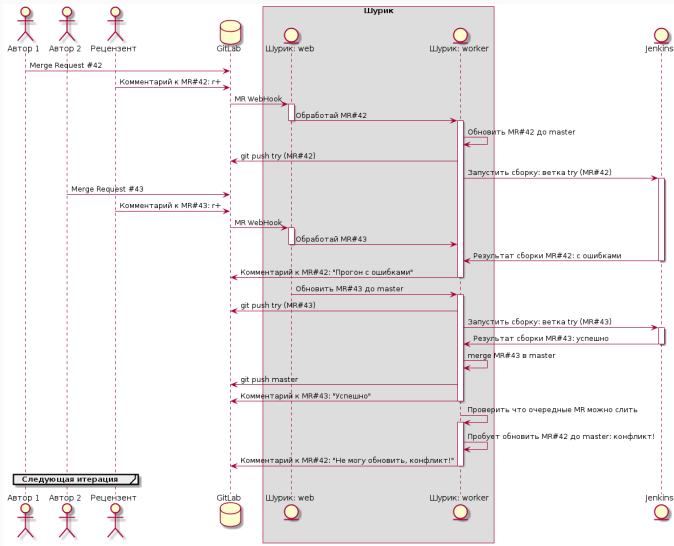 Шурик
Автор 1
Автор 2
Рецензент
GitLab
Шурик: web
Шурик: worker
Jenkins
Merge Request #42
Комментарий к MR#42: r+
MR WebHook
Обработай MR#42
Обновить MR#42 до master
git push try (MR#42)
Запустить сборку: ветка try (MR#42)
Merge Request #43
Комментарий к MR#43: r+
MR WebHook
Обработай MR#43
Результат сборки MR#42: с ошибками
Комментарий к MR#42: "Прогон с ошибками"
Обновить MR#43 до master
git push try (MR#43)
Запустить сборку: ветка try (MR#43)
Результат сборки MR#43: успешно
merge MR#43 в master
git push master
Комментарий к MR#43: "Успешно"
Проверить что очередные MR можно слить
Пробует обновить MR#42 до master: конфликт!
Комментарий к MR#42: "Не могу обновить, конфликт!"
Следующая итерация
Автор 1
Автор 2
Рецензент
GitLab
Шурик: web
Шурик: worker
Jenkins